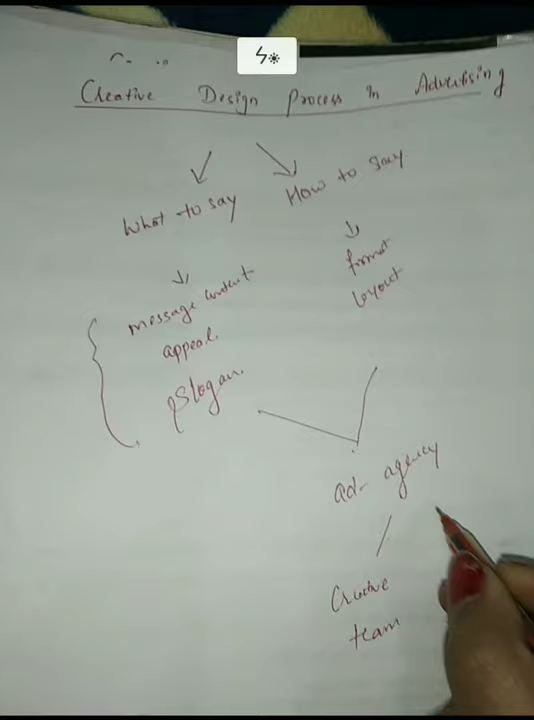 Creative Design Process in Advertising
What to say
How to say
message content
appeal
Slogan
format
layout
ad- agency
Creative
team